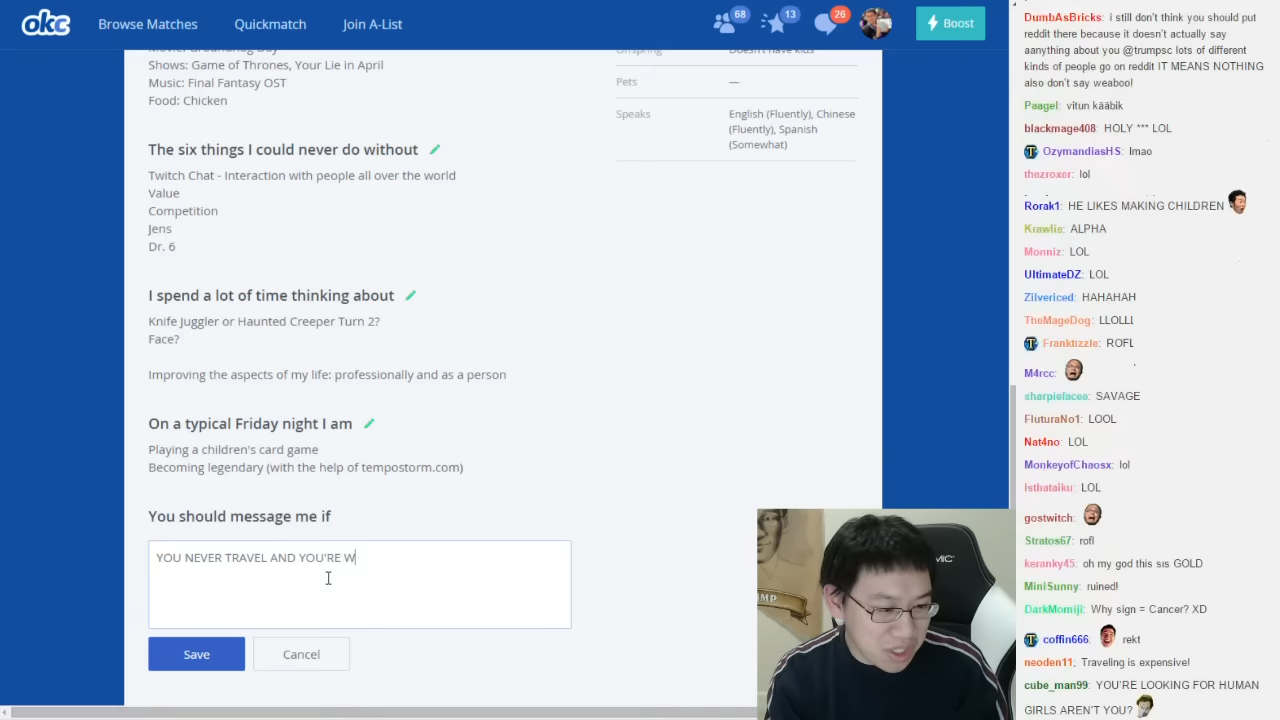 okc Browse Matches Quickmatch Join A-List 68 13 26 Boost
Shows: Game of Thrones, Your Lie in April
Music: Final Fantasy OST
Food: Chicken
The six things I could never do without
Twitch Chat - Interaction with people all over the world
Value
Competition
Jens
Dr. 6
I spend a lot of time thinking about
Knife Juggler or Haunted Creeper Turn 2?
Face?
Improving the aspects of my life: professionally and as a person
On a typical Friday night I am
Playing a children's card game
Becoming legendary (with the help of tempostorm.com)
You should message me if
YOU NEVER TRAVEL AND YOU'RE W
Save Cancel
Offspring Doesn't have kids
Pets —
Speaks English (Fluently), Chinese
(Fluently), Spanish
(Somewhat)
DumbAsBricks: i still don't think you should put
reddit there because it doesn't actually say
aanything about you @trumpsc lots of different
kinds of people go on reddit IT MEANS NOTHING
also don't say weaboo!
Paagel: vitun kääbik
blackmage408: HOLY *** LOL
OzymandiasHS: lmao
thezroxer: lol
Rorak1: HE LIKES MAKING CHILDREN
Krawlie: ALPHA
Monniz: LOL
UltimateDZ: LOL
Zilvericed: HAHAHAH
TheMageDog: LLOLLL
Franktizzle: ROFL
M4rcc:
sharpiefacee: SAVAGE
FluturaNo1: LOOL
Nat4no: LOL
MonkeyofChaosx: lol
isthataiku: LOL
gostwitch:
Stratos67: rofl
keranky45: oh my god this sis GOLD
MiniSunny: ruined!
DarkMomiji: Why sign = Cancer? XD
coffin666: rekt
neoden11: Traveling is expensive!
cube_man99: YOU'RE LOOKING FOR HUMAN
GIRLS AREN'T YOU?